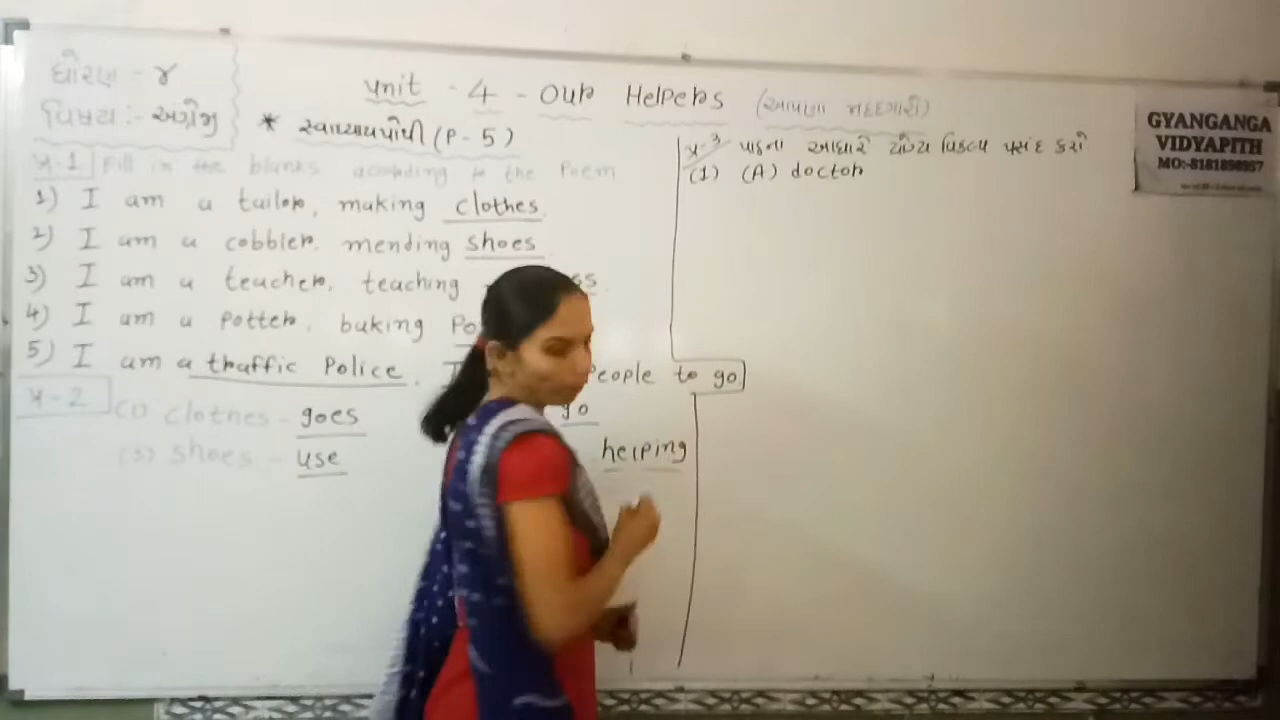 ધોરણ - ૪
વિષય :- અંગ્રેજી
Unit - 4 - Our Helpers (આપણા મદદગારો)
* સ્વાધ્યાયપોથી (P-5)
પ્ર-1 Fill in the blanks according to the Poem
1) I am a tailor, making clothes.
2) I am a cobbler, mending shoes.
3) I am a teacher, teaching
4) I am a potter, baking
5) I am a traffic Police. People to go.
પ્ર-2 (1) clothes - goes
go
(3) shoes - use
helping
પ્ર-3 પાઠના આધારે યોગ્ય વિકલ્પ પસંદ કરો
(1) (A) doctor
GYANGANGA
VIDYAPITH